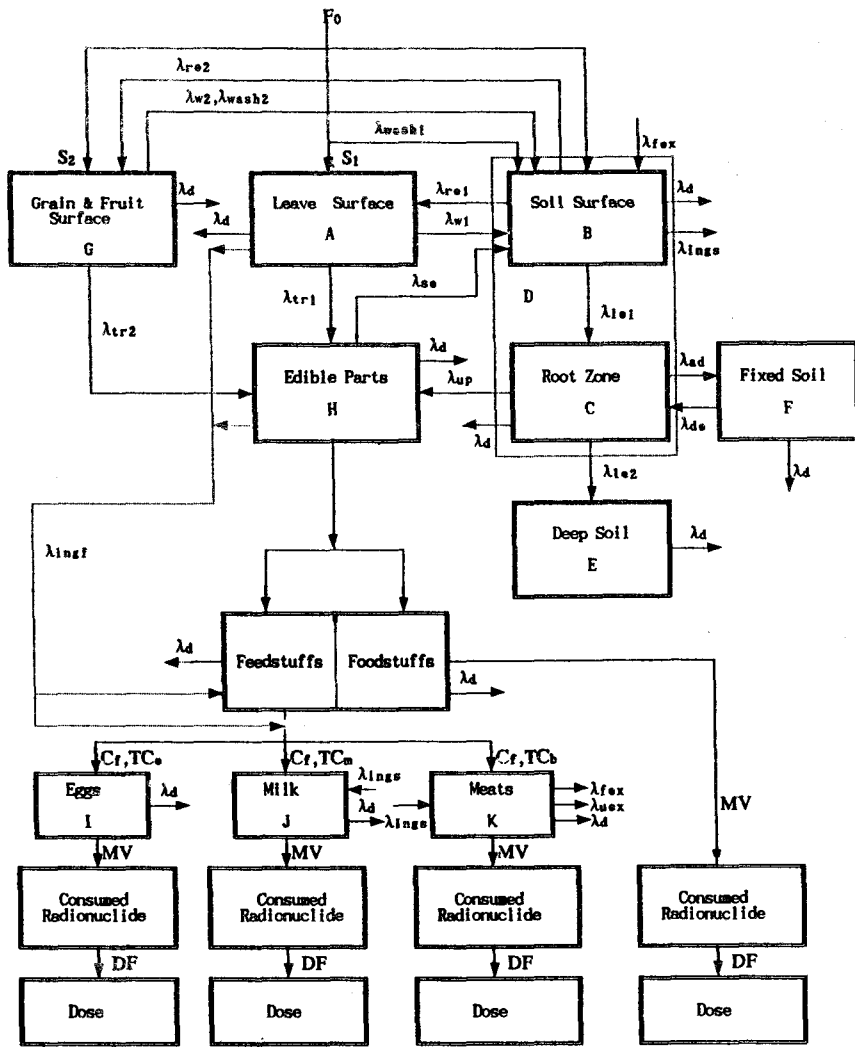 F0
λre2
λw2,λwash2
λwash1
λfex
S2
S1
Grain & Fruit
Surface
G
λd
λd
Leave Surface
A
λre1
λw1
Soil Surface
B
λd
λings
λtr2
λtr1
λse
D
λle1
Edible Parts
H
λd
λup
λd
Root Zone
C
λad
λde
Fixed Soil
F
λd
λle2
Deep Soil
E
λd
λingf
λd
Feedstuffs
Foodstuffs
λd
Cf,TCe
Cf,TCm
Cf,TCb
Eggs
I
λd
Milk
J
λings
λd
λings
Meats
K
λfex
λuex
λd
MV
MV
MV
MV
Consumed
Radionuclide
Consumed
Radionuclide
Consumed
Radionuclide
Consumed
Radionuclide
DF
DF
DF
DF
Dose
Dose
Dose
Dose